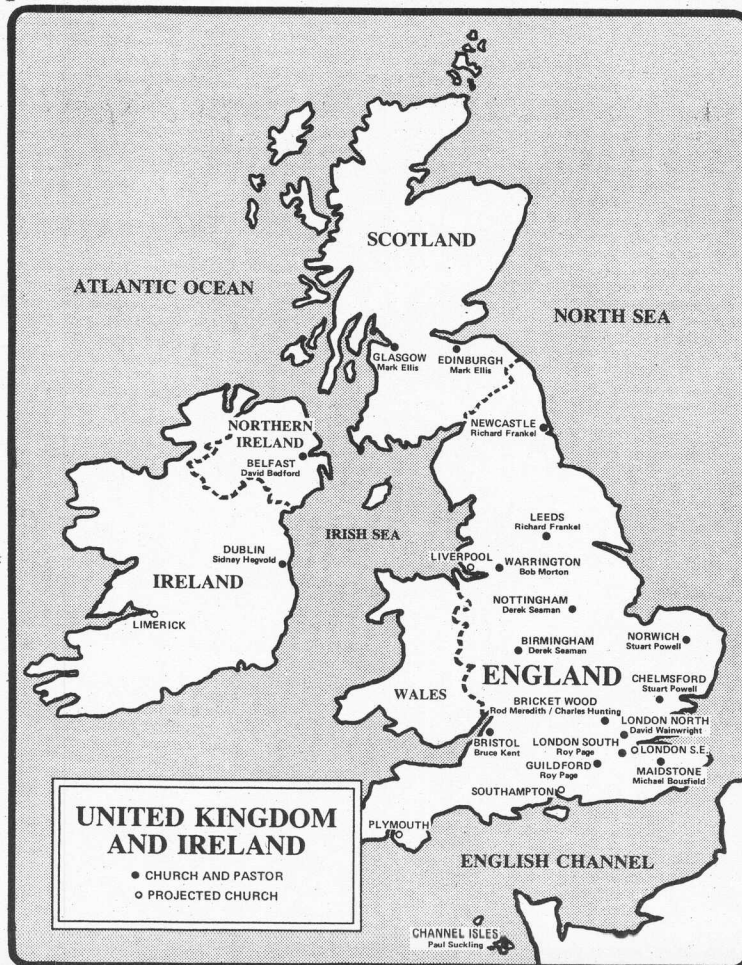 SCOTLAND
ATLANTIC OCEAN
NORTH SEA
GLASGOW
Mark Ellis
EDINBURGH
Mark Ellis
NORTHERN
IRELAND
BELFAST
David Bedford
NEWCASTLE
Richard Frankel
IRISH SEA
LEEDS
Richard Frankel
DUBLIN
Sidney Hegvold
IRELAND
LIMERICK
LIVERPOOL
WARRINGTON
Bob Morton
NOTTINGHAM
Derek Seaman
BIRMINGHAM
Derek Seaman
NORWICH
Stuart Powell
ENGLAND
WALES
CHELMSFORD
Stuart Powell
BRICKET WOOD
Rod Meredith / Charles Hunting
LONDON NORTH
David Wainwright
BRISTOL
Bruce Kent
LONDON SOUTH
Roy Page
LONDON S.E.
GUILDFORD
Roy Page
MAIDSTONE
Michael Bousfield
SOUTHAMPTON
PLYMOUTH
ENGLISH CHANNEL
CHANNEL ISLES
Paul Suckling
UNITED KINGDOM
AND IRELAND
● CHURCH AND PASTOR
○ PROJECTED CHURCH